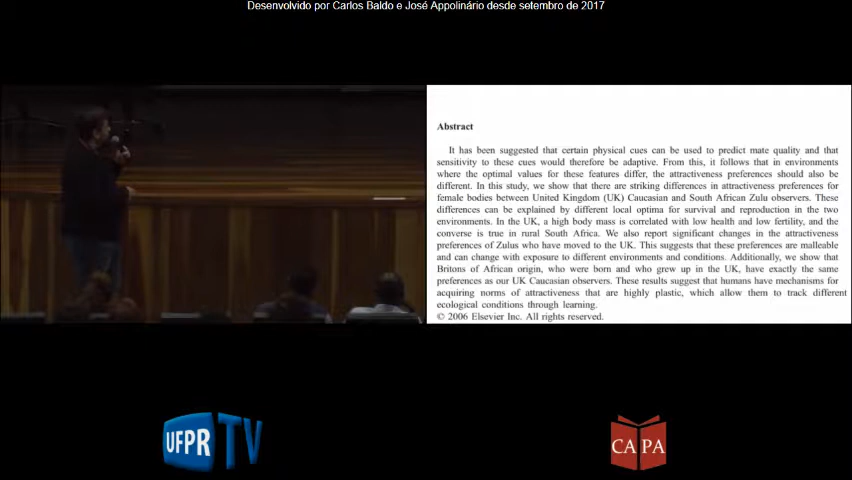 Desenvolvido por Carlos Baldo e José Appolinário desde setembro de 2017
Abstract
It has been suggested that certain physical cues can be used to predict mate quality and that
sensitivity to these cues would therefore be adaptive. From this, it follows that in environments
where the optimal values for these features differ, the attractiveness preferences should also be
different. In this study, we show that there are striking differences in attractiveness preferences for
female bodies between United Kingdom (UK) Caucasian and South African Zulu observers. These
differences can be explained by different local optima for survival and reproduction in the two
environments. In the UK, a high body mass is correlated with low health and low fertility, and the
converse is true in rural South Africa. We also report significant changes in the attractiveness
preferences of Zulus who have moved to the UK. This suggests that these preferences are malleable
and can change with exposure to different environments and conditions. Additionally, we show that
Britons of African origin, who were born and who grew up in the UK, have exactly the same
preferences as our UK Caucasian observers. These results suggest that humans have mechanisms for
acquiring norms of attractiveness that are highly plastic, which allow them to track different
ecological conditions through learning.
© 2006 Elsevier Inc. All rights reserved.
UFPR TV
CAPA